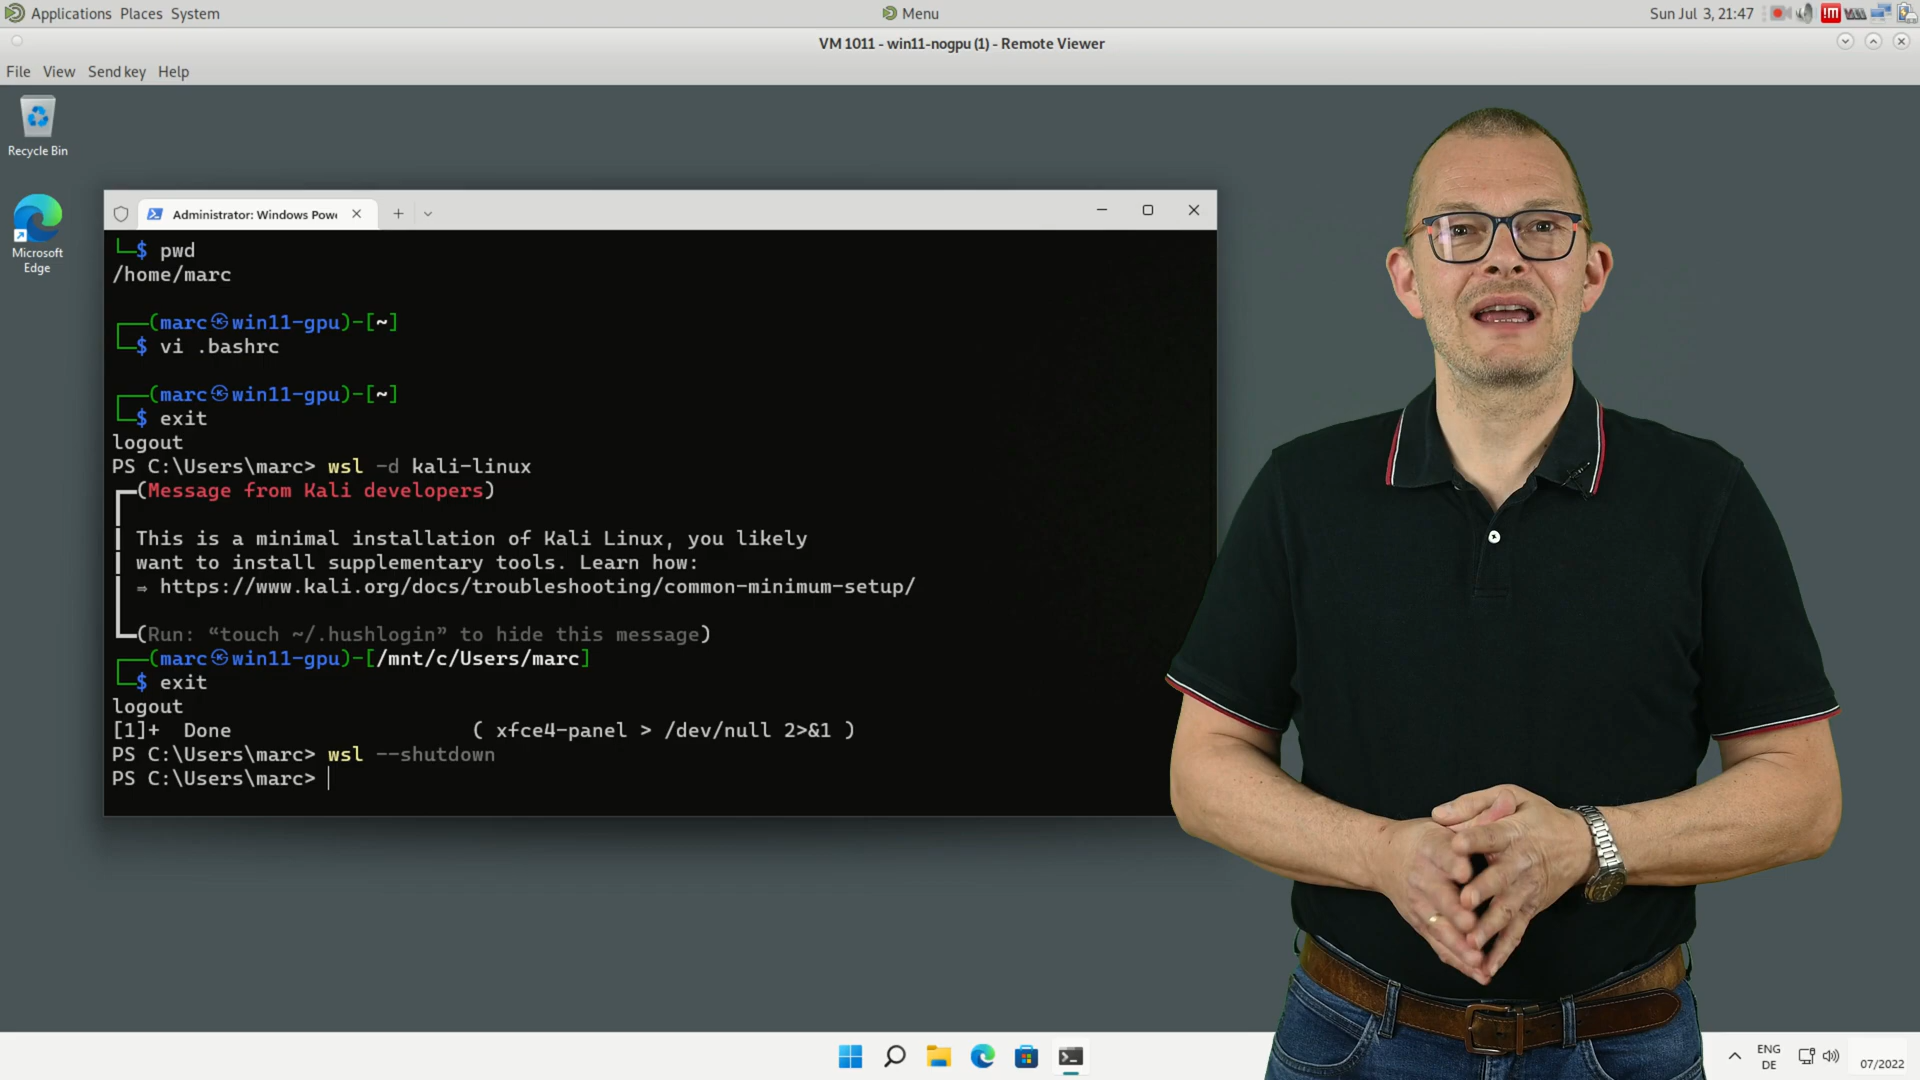 Applications Places System
Menu
Sun Jul 3, 21:47
VM 1011 - win11-nogpu (1) - Remote Viewer
File View Send key Help
Recycle Bin
Microsoft
Edge
Administrator: Windows Powe
└─$ pwd
/home/marc
┌──(marc㉿win11-gpu)-[~]
└─$ vi .bashrc
┌──(marc㉿win11-gpu)-[~]
└─$ exit
logout
PS C:\Users\marc> wsl -d kali-linux
┏━(Message from Kali developers)
┃ This is a minimal installation of Kali Linux, you likely
┃ want to install supplementary tools. Learn how:
┃ ⇒ https://www.kali.org/docs/troubleshooting/common-minimum-setup/
┗━(Run: “touch ~/.hushlogin” to hide this message)
┌──(marc㉿win11-gpu)-[/mnt/c/Users/marc]
└─$ exit
logout
[1]+  Done                    ( xfce4-panel > /dev/null 2>&1 )
PS C:\Users\marc> wsl --shutdown
PS C:\Users\marc>
ENG
DE
07/2022